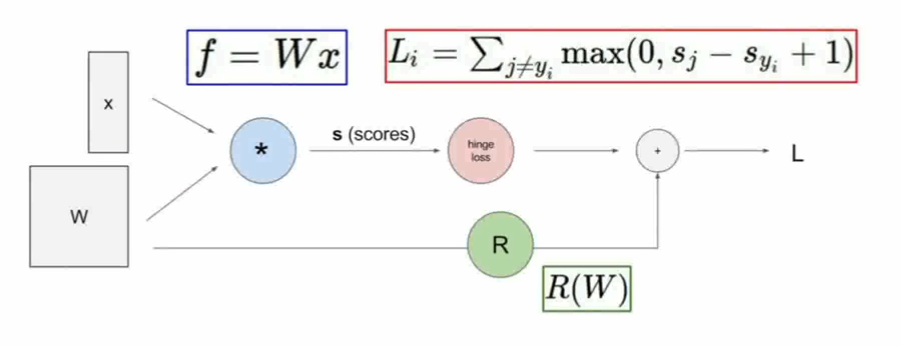 f = Wx
L_i = \sum_{j \neq y_i} \max(0, s_j - s_{y_i} + 1)
x
W
*
s (scores)
hinge
loss
+
L
R
R(W)